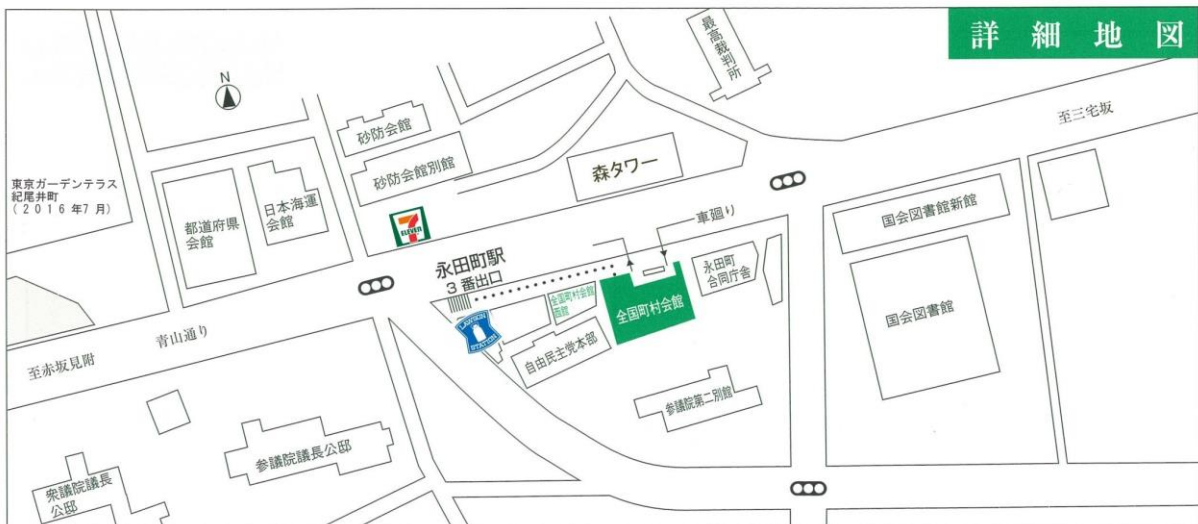 詳細地図
N
最高裁判所
至三宅坂
砂防会館
砂防会館別館
森タワー
東京ガーデンテラス
紀尾井町
(2016年7月)
都道府県
会館
日本海運
会館
7
ELEVEN
車廻り
国会図書館新館
永田町駅
3番出口
永田町
合同庁舎
全国町村会館
西館
全国町村会館
LAWSON
STATION
自由民主党本部
国会図書館
青山通り
至赤坂見附
参議院第二別館
参議院議長公邸
衆議院議長
公邸